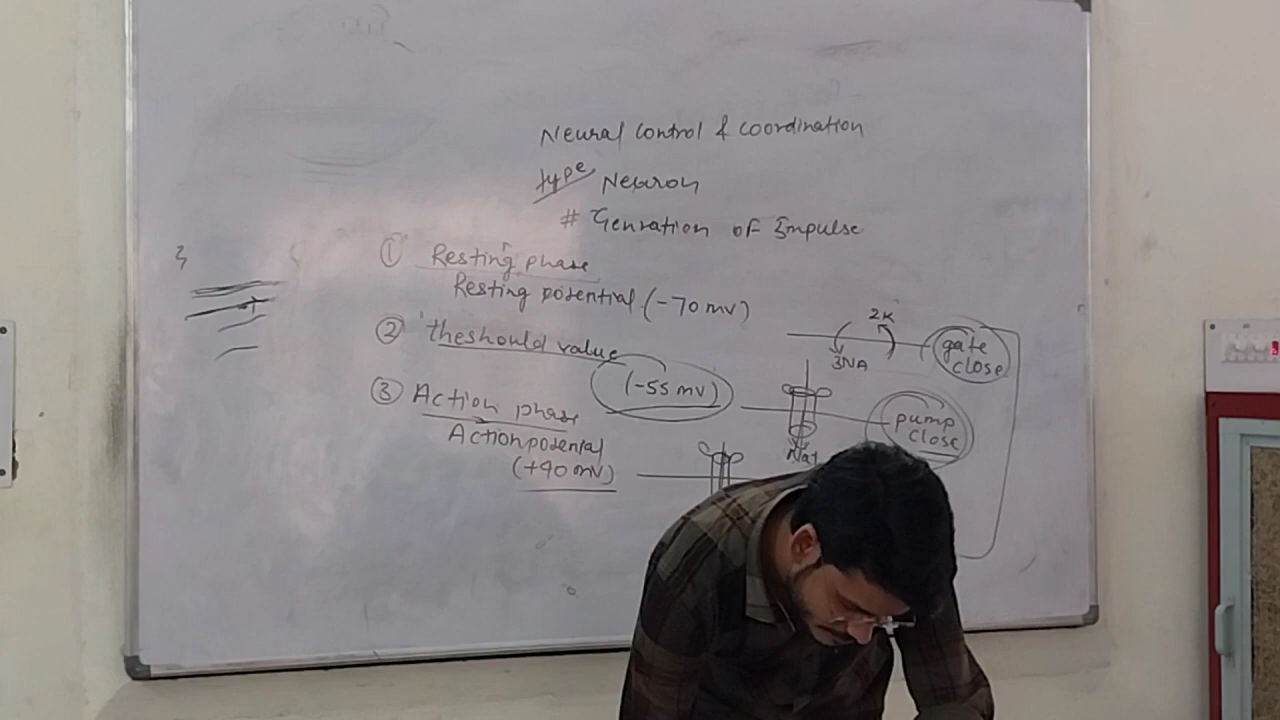 Neural control & coordination
type Neuron
# Genration of Impulse
① Resting phase
Resting potential (-70 mv)
② theshould value
(-55 mv)
③ Action phase
Action potenial
(+40 mv)
2K
3NA
gate
close
pump
close
Na+